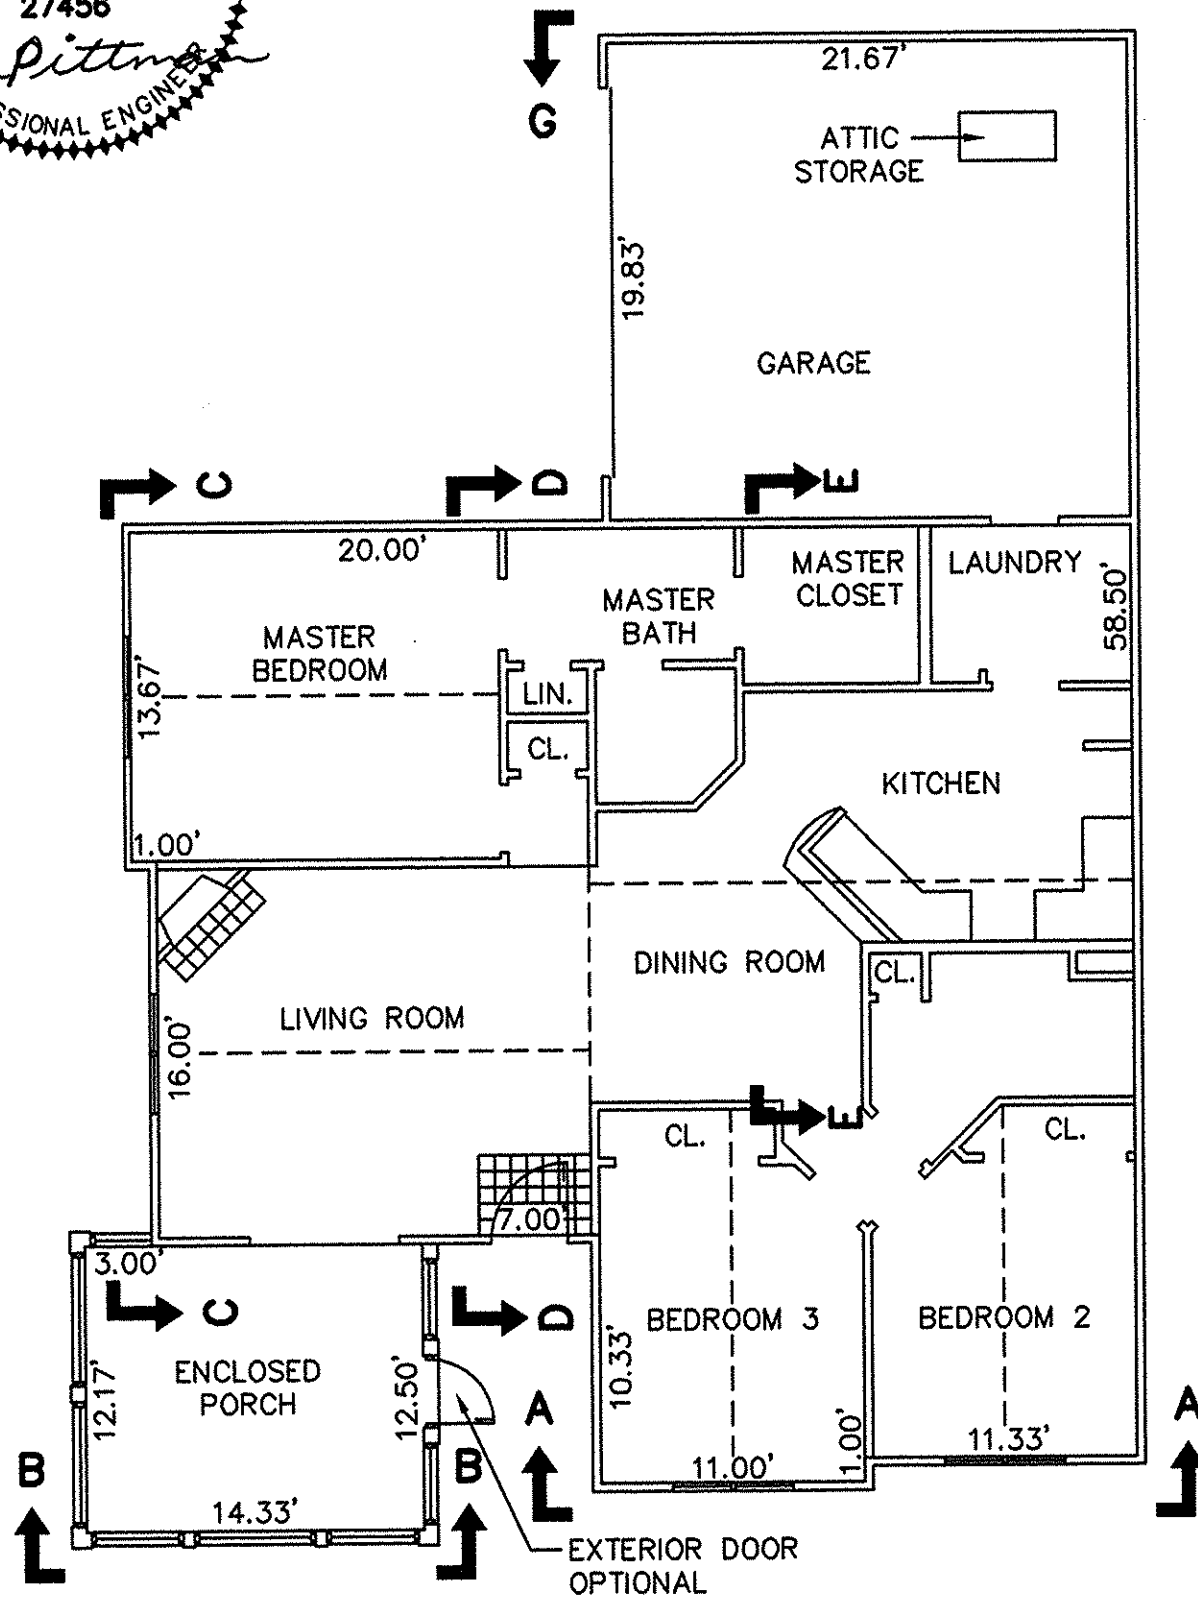 27456
Pittman
SSIONAL ENGINEER
G
21.67'
ATTIC
STORAGE
19.83'
GARAGE
C
D
E
20.00'
MASTER
BEDROOM
13.67'
1.00'
MASTER
BATH
LIN.
CL.
MASTER
CLOSET
LAUNDRY
58.50'
KITCHEN
DINING ROOM
CL.
LIVING ROOM
16.00'
7.00'
CL.
E
CL.
3.00'
C
D
BEDROOM 3
BEDROOM 2
10.33'
ENCLOSED
PORCH
12.17'
12.50'
14.33'
B
B
A
A
11.00'
1.00'
11.33'
EXTERIOR DOOR
OPTIONAL